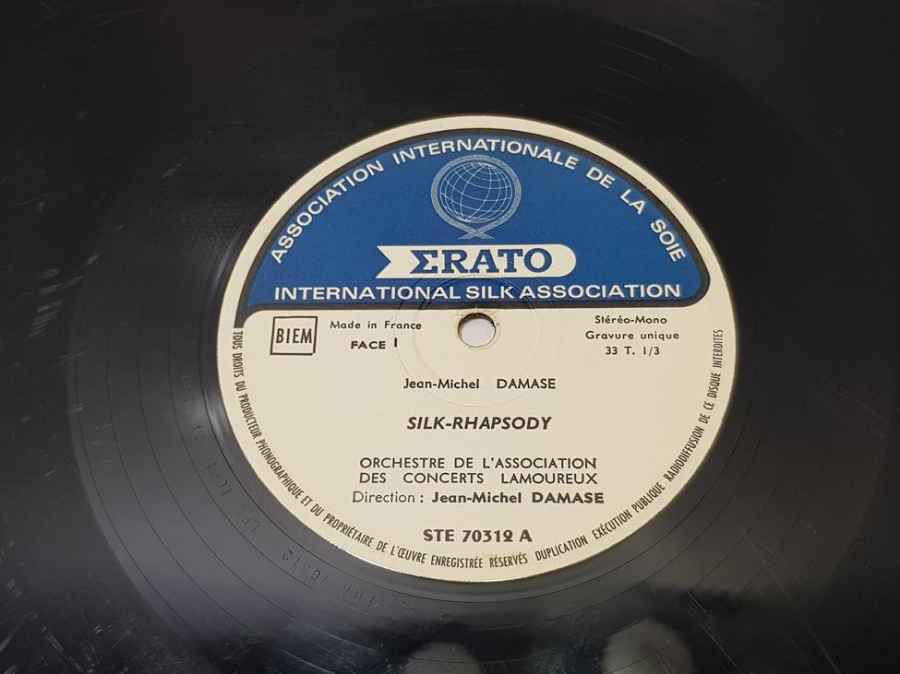 ASSOCIATION INTERNATIONALE DE LA SOIE
ΣRATO
INTERNATIONAL SILK ASSOCIATION
BIEM
Made in France
FACE 1
Stéréo-Mono
Gravure unique
33 T. 1/3
Jean-Michel DAMASE
SILK-RHAPSODY
ORCHESTRE DE L'ASSOCIATION
DES CONCERTS LAMOUREUX
Direction : Jean-Michel DAMASE
STE 70312 A
TOUS DROITS DU PRODUCTEUR PHONOGRAPHIQUE ET DU PROPRIÉTAIRE DE L'ŒUVRE ENREGISTRÉE RÉSERVÉS DUPLICATION EXÉCUTION PUBLIQUE RADIODIFFUSION DE CE DISQUE INTERDITES